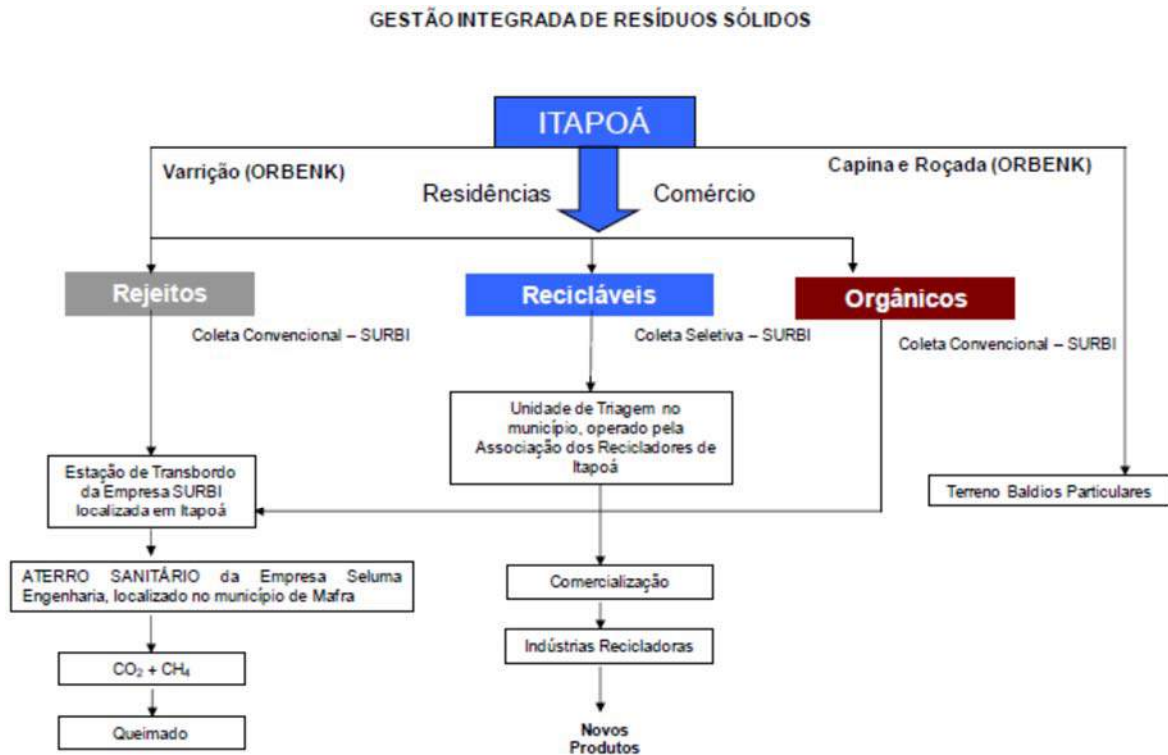 GESTÃO INTEGRADA DE RESÍDUOS SÓLIDOS
ITAPOÁ
Varrição (ORBENK)
Capina e Roçada (ORBENK)
Residências
Comércio
Rejeitos
Recicláveis
Orgânicos
Coleta Convencional – SURBI
Coleta Seletiva – SURBI
Coleta Convencional – SURBI
Unidade de Triagem no
município, operado pela
Associação dos Recicladores de
Itapoá
Estação de Transbordo
da Empresa SURBI
localizada em Itapoá
Terreno Baldios Particulares
ATERRO SANITÁRIO da Empresa Seluma
Engenharia, localizado no município de Mafra
Comercialização
Indústrias Recicladoras
CO₂ + CH₄
Queimado
Novos
Produtos